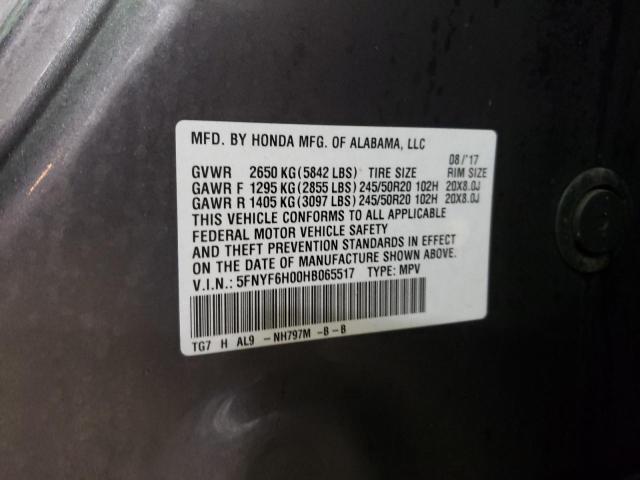 MFD. BY HONDA MFG. OF ALABAMA, LLC
08/'17
GVWR 2650 KG(5842 LBS) TIRE SIZE RIM SIZE
GAWR F 1295 KG(2855 LBS) 245/50R20 102H 20X8.0J
GAWR R 1405 KG(3097 LBS) 245/50R20 102H 20X8.0J
THIS VEHICLE CONFORMS TO ALL APPLICABLE
FEDERAL MOTOR VEHICLE SAFETY
AND THEFT PREVENTION STANDARDS IN EFFECT
ON THE DATE OF MANUFACTURE SHOWN ABOVE.
V.I.N.: 5FNYF6H00HB065517 TYPE: MPV
TG7 H AL9 -NH797M -B-B